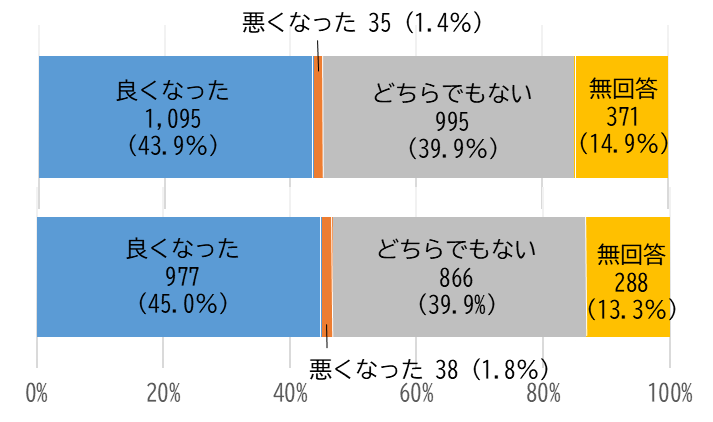 悪くなった 35 (1.4%)
良くなった
1,095
(43.9%)
どちらでもない
995
(39.9%)
無回答
371
(14.9%)
良くなった
977
(45.0%)
どちらでもない
866
(39.9%)
無回答
288
(13.3%)
悪くなった 38 (1.8%)
0% 20% 40% 60% 80% 100%